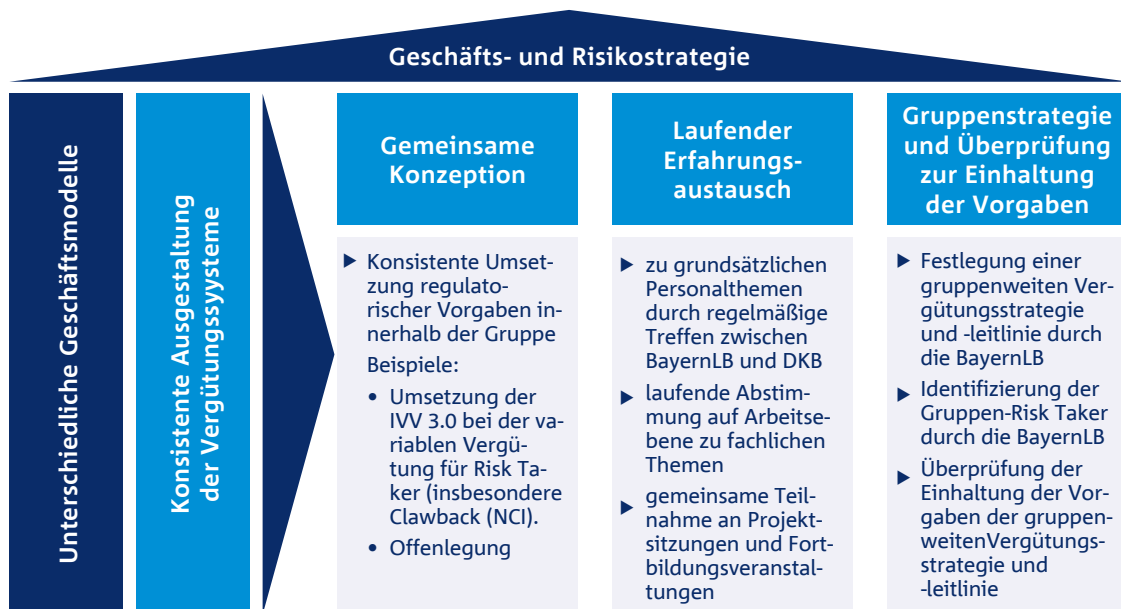 Geschäfts- und Risikostrategie
Unterschiedliche Geschäftsmodelle
Konsistente Ausgestaltung
der Vergütungssysteme
Gemeinsame
Konzeption
▶ Konsistente Umset-
zung regulato-
rischer Vorgaben in-
nerhalb der Gruppe
Beispiele:
• Umsetzung der
IVV 3.0 bei der va-
riablen Vergü-
tung für Risk Ta-
ker (insbesondere
Clawback (NCI).
• Offenlegung
Laufender
Erfahrungs-
austausch
▶ zu grundsätzlichen
Personalthemen
durch regelmäßige
Treffen zwischen
BayernLB und DKB
▶ laufende Abstim-
mung auf Arbeitse-
bene zu fachlichen
Themen
▶ gemeinsame Teil-
nahme an Projekt-
sitzungen und Fort-
bildungsveranstal-
tungen
Gruppenstrategie
und Überprüfung
zur Einhaltung
der Vorgaben
▶ Festlegung einer
gruppenweiten Ver-
gütungsstrategie
und -leitlinie durch
die BayernLB
▶ Identifizierung der
Gruppen-Risk Taker
durch die BayernLB
▶ Überprüfung der
Einhaltung der Vor-
gaben der gruppen-
weitenVergütungs-
strategie und
-leitlinie